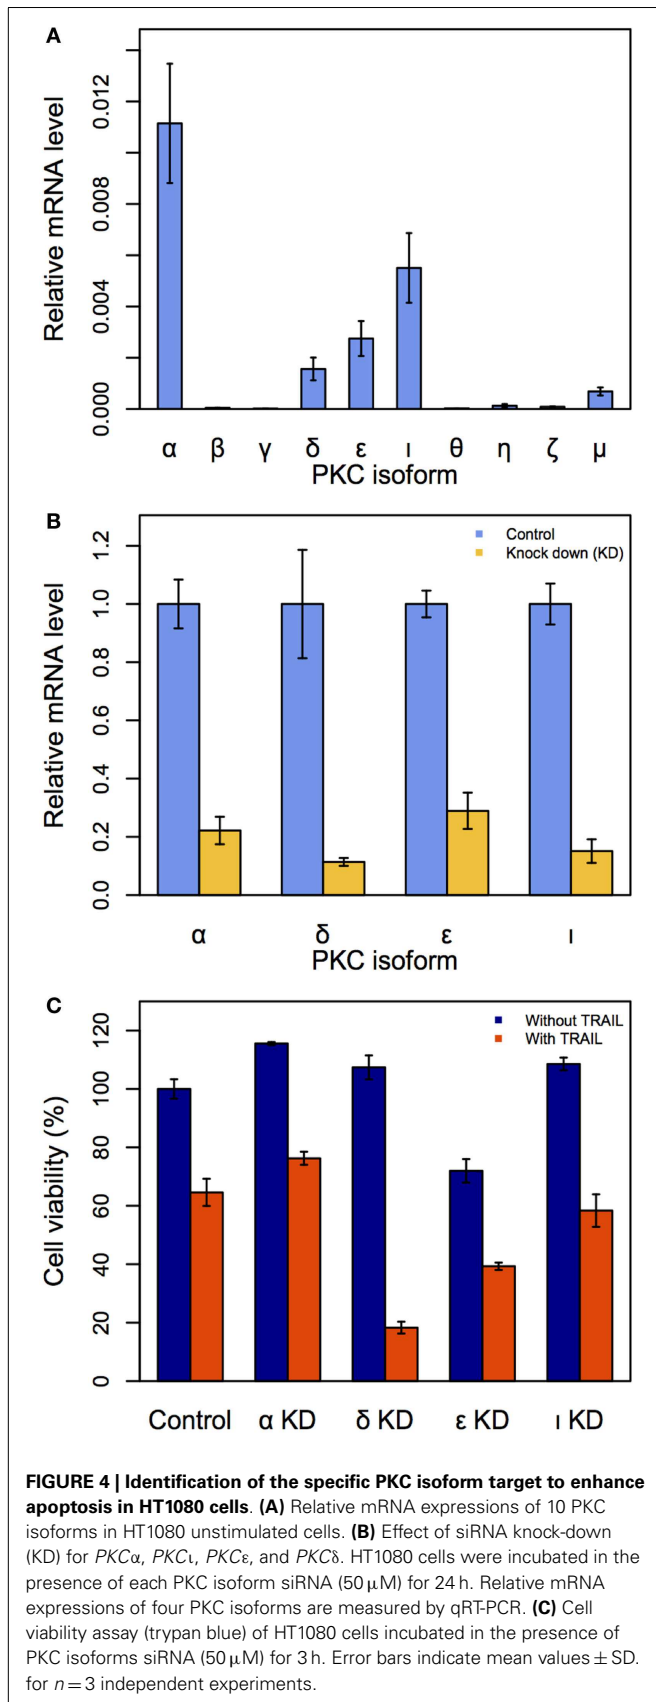 A
Relative mRNA level
0.012
0.008
0.004
0.000
α β γ δ ε ι θ η ζ μ
PKC isoform
B
Control
Knock down (KD)
Relative mRNA level
1.2
1.0
0.8
0.6
0.4
0.2
0.0
α δ ε ι
PKC isoform
C
Without TRAIL
With TRAIL
Cell viability (%)
120
100
80
60
40
20
0
Control α KD δ KD ε KD ι KD
FIGURE 4 | Identification of the specific PKC isoform target to enhance
apoptosis in HT1080 cells. (A) Relative mRNA expressions of 10 PKC
isoforms in HT1080 unstimulated cells. (B) Effect of siRNA knock-down
(KD) for PKCα, PKCι, PKCε, and PKCδ. HT1080 cells were incubated in the
presence of each PKC isoform siRNA (50 μM) for 24 h. Relative mRNA
expressions of four PKC isoforms are measured by qRT-PCR. (C) Cell
viability assay (trypan blue) of HT1080 cells incubated in the presence of
PKC isoforms siRNA (50 μM) for 3 h. Error bars indicate mean values ± SD.
for n = 3 independent experiments.